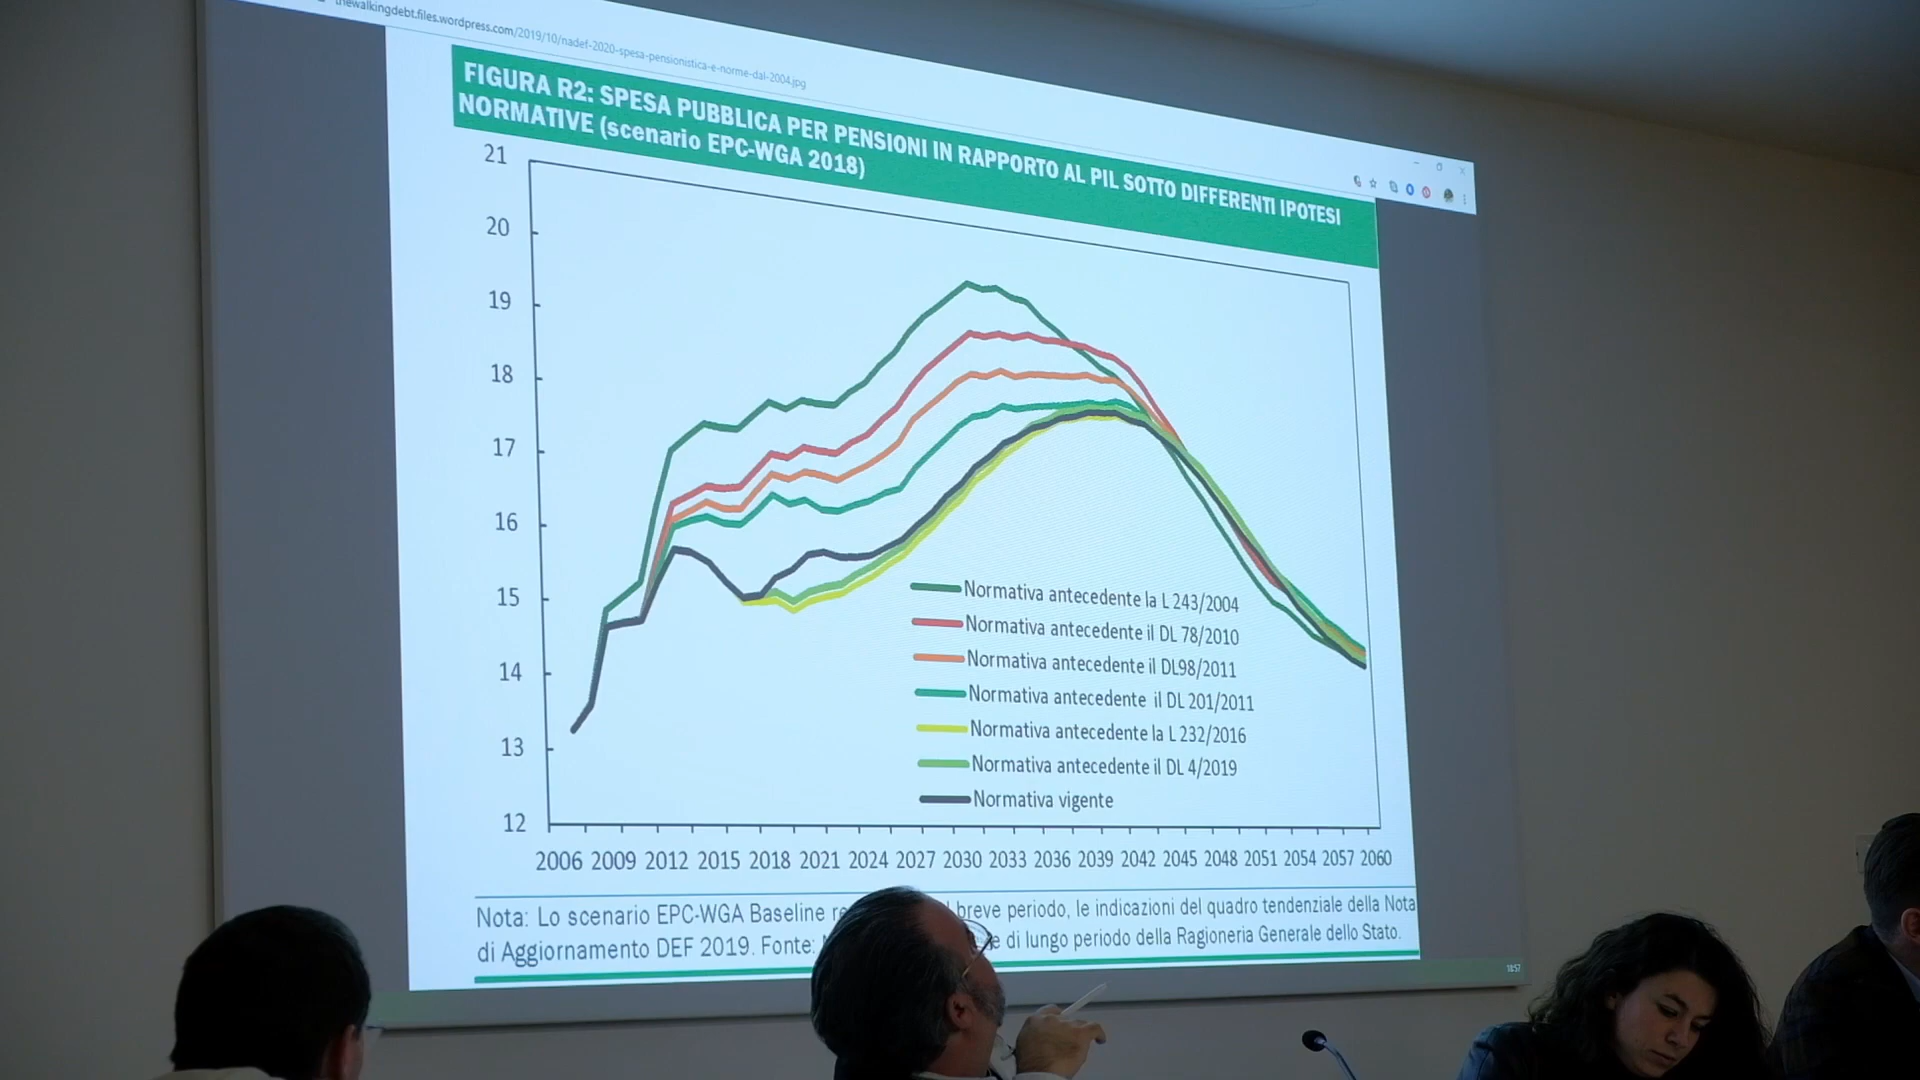 thewalkingdebt.files.wordpress.com/2019/10/nadef-2020-spesa-pensionistica-e-norme-dal-2004.jpg
FIGURA R2: SPESA PUBBLICA PER PENSIONI IN RAPPORTO AL PIL SOTTO DIFFERENTI IPOTESI
NORMATIVE (scenario EPC-WGA 2018)
21
20
19
18
17
16
15
14
13
12
Normativa antecedente la L 243/2004
Normativa antecedente il DL 78/2010
Normativa antecedente il DL98/2011
Normativa antecedente il DL 201/2011
Normativa antecedente la L 232/2016
Normativa antecedente il DL 4/2019
Normativa vigente
2006 2009 2012 2015 2018 2021 2024 2027 2030 2033 2036 2039 2042 2045 2048 2051 2054 2057 2060
Nota: Lo scenario EPC-WGA Baseline breve periodo, le indicazioni del quadro tendenziale della Nota
di Aggiornamento DEF 2019. Fonte: di lungo periodo della Ragioneria Generale dello Stato.
18:57